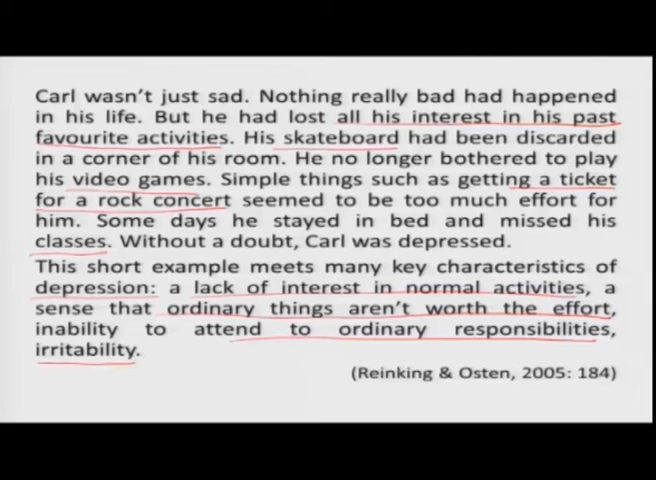 Carl wasn't just sad. Nothing really bad had happened
in his life. But he had lost all his interest in his past
favourite activities. His skateboard had been discarded
in a corner of his room. He no longer bothered to play
his video games. Simple things such as getting a ticket
for a rock concert seemed to be too much effort for
him. Some days he stayed in bed and missed his
classes. Without a doubt, Carl was depressed.
This short example meets many key characteristics of
depression: a lack of interest in normal activities, a
sense that ordinary things aren't worth the effort,
inability to attend to ordinary responsibilities,
irritability.
(Reinking & Osten, 2005: 184)